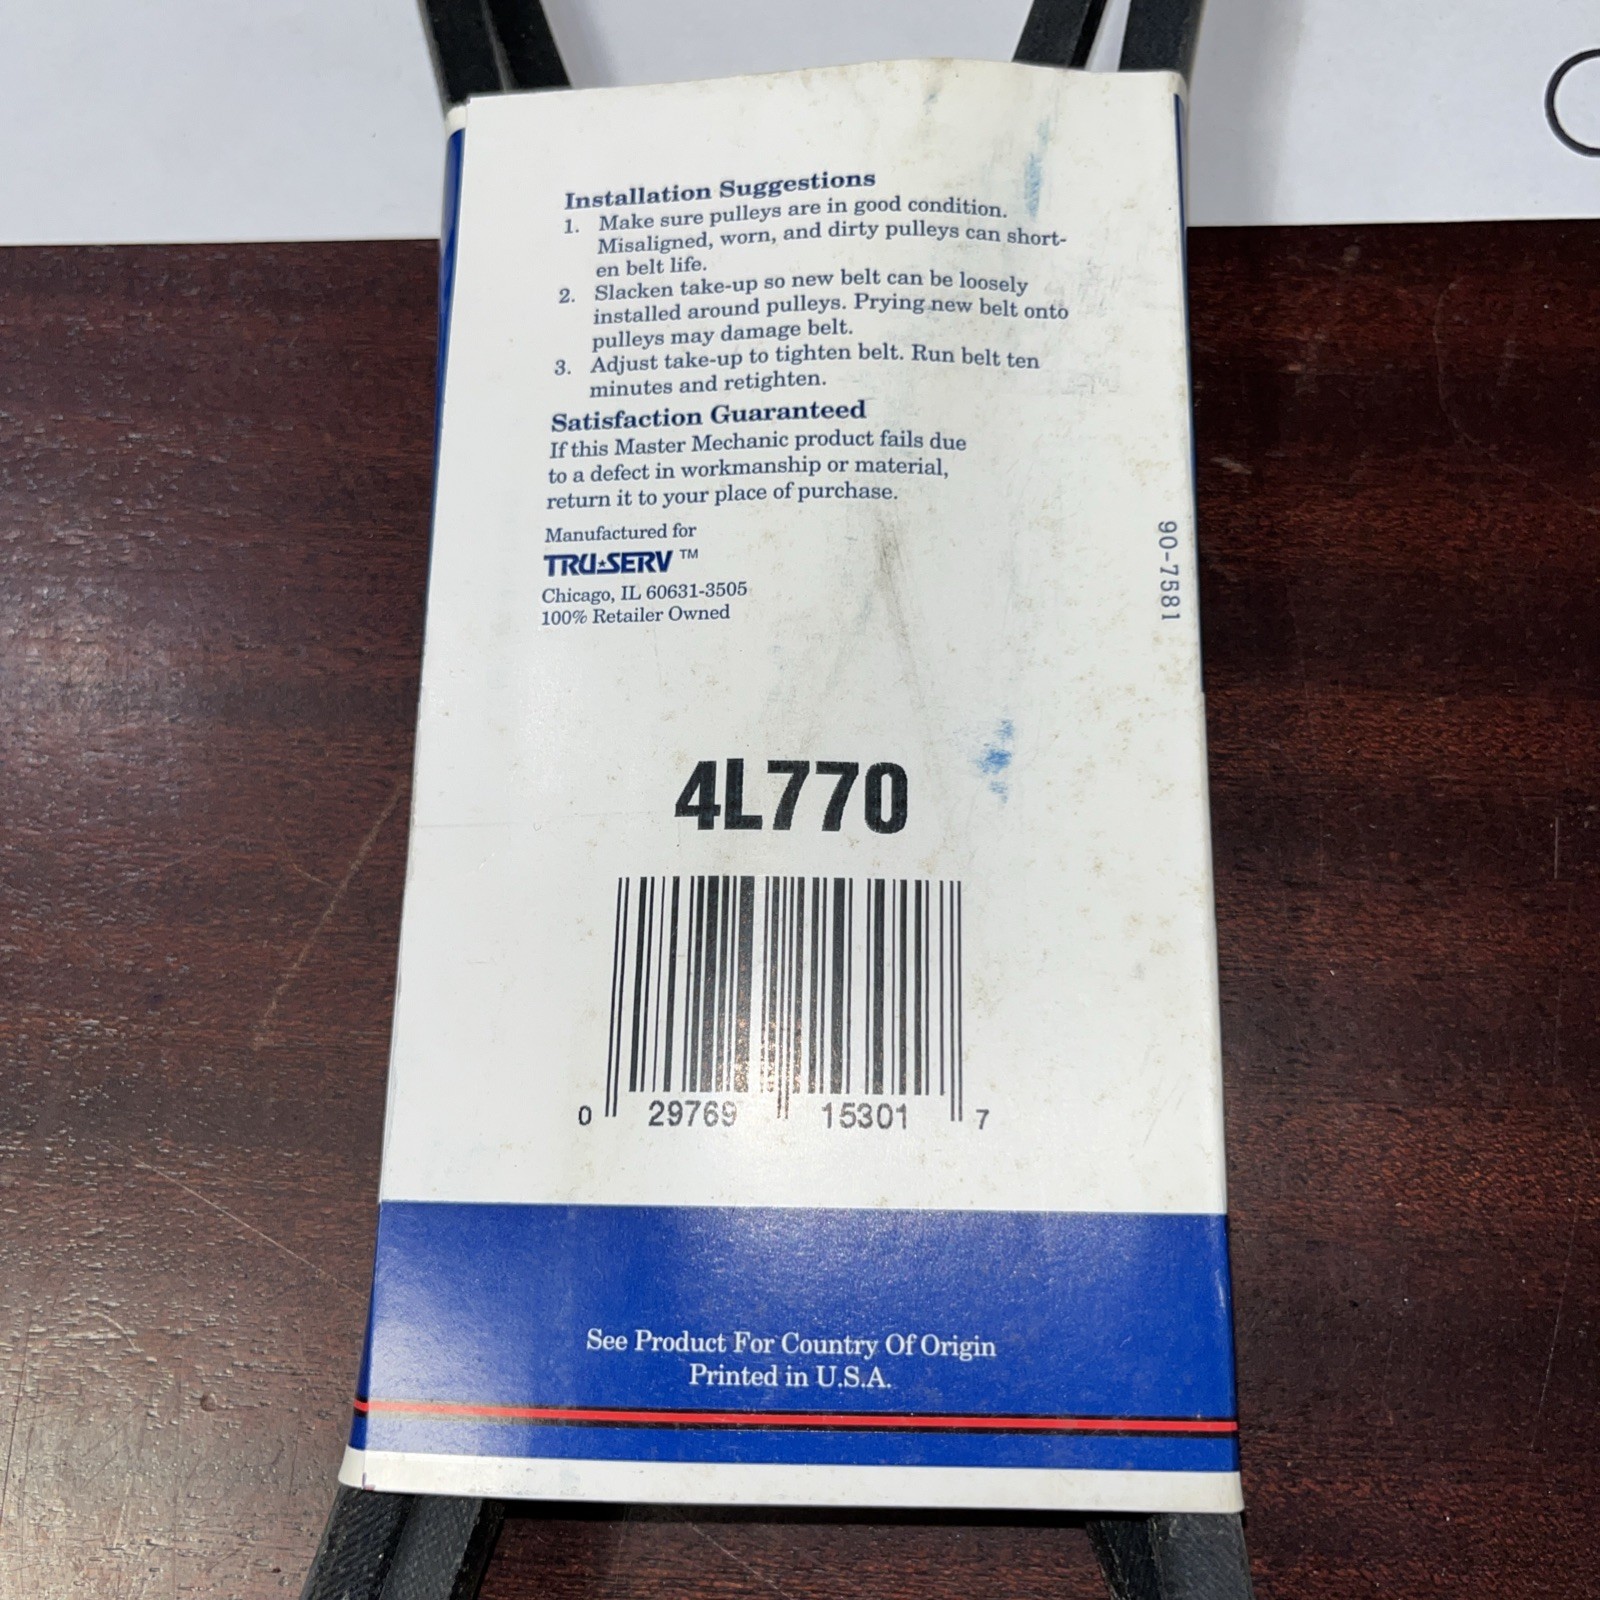 Installation Suggestions
1. Make sure pulleys are in good condition.
Misaligned, worn, and dirty pulleys can short-
en belt life.
2. Slacken take-up so new belt can be loosely
installed around pulleys. Prying new belt onto
pulleys may damage belt.
3. Adjust take-up to tighten belt. Run belt ten
minutes and retighten.
Satisfaction Guaranteed
If this Master Mechanic product fails due
to a defect in workmanship or material,
return it to your place of purchase.
Manufactured for
TRU★SERV™
Chicago, IL 60631-3505
100% Retailer Owned
90-7581
4L770
0 29769 15301 7
See Product For Country Of Origin
Printed in U.S.A.